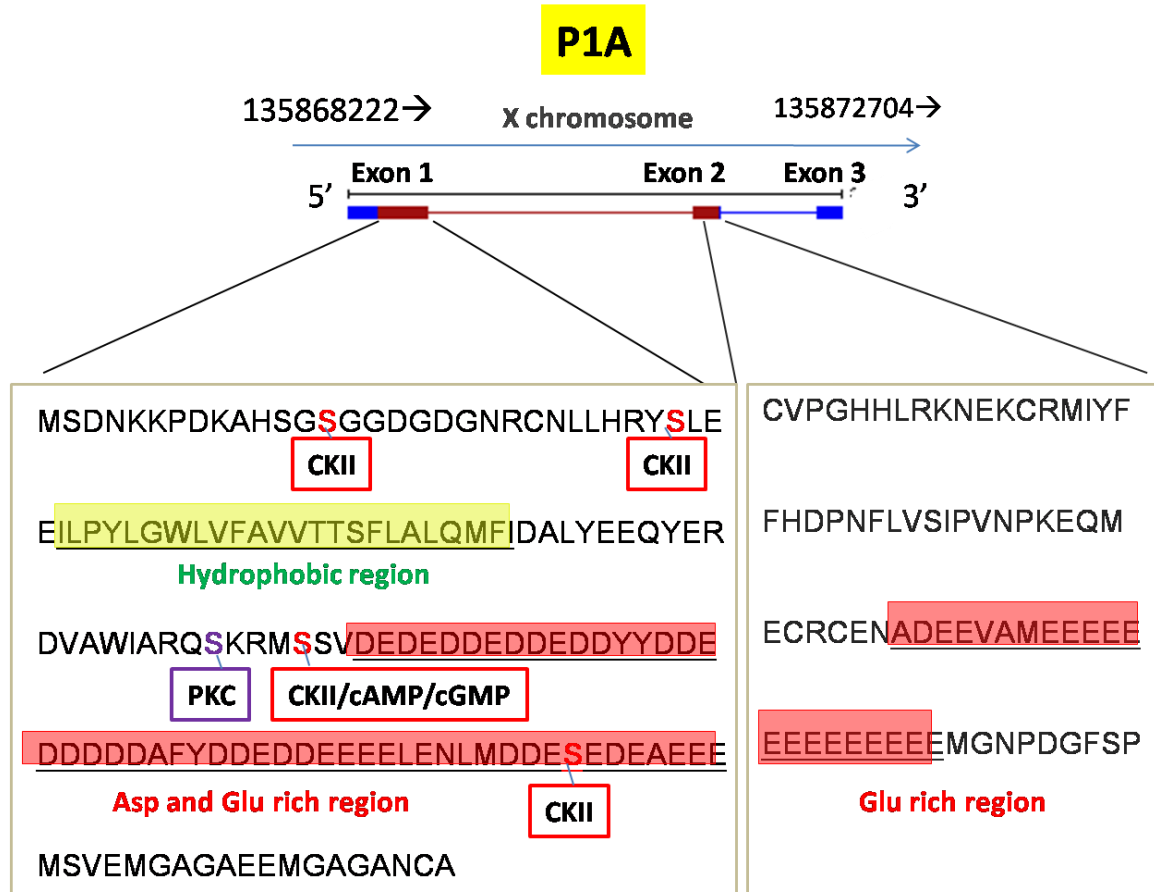 P1A
135868222→
X chromosome
135872704→
Exon 1
Exon 2
Exon 3
5’
3’
MSDNKKPDKAHSGSGGDGDGNRCNLLHRYSLE
CKII
CKII
EILPYLGWLVFAVVTTSFLALQMFIDALYEEQYER
Hydrophobic region
DVAWIARQSKRMSSVDEDEDDEDDEDDYYDDE
PKC
CKII/cAMP/cGMP
DDDDDAFYDDEDDEEEELENLMDDESEDEAEEE
Asp and Glu rich region
CKII
MSVEMGAGAEEMGAGANCA
CVPGHHLRKNEKCRMIYF
FHDPNFLVSIPVNPKEQM
ECRCENADEEVAMEEEEE
EEEEEEEEEMGNPDGFSP
Glu rich region